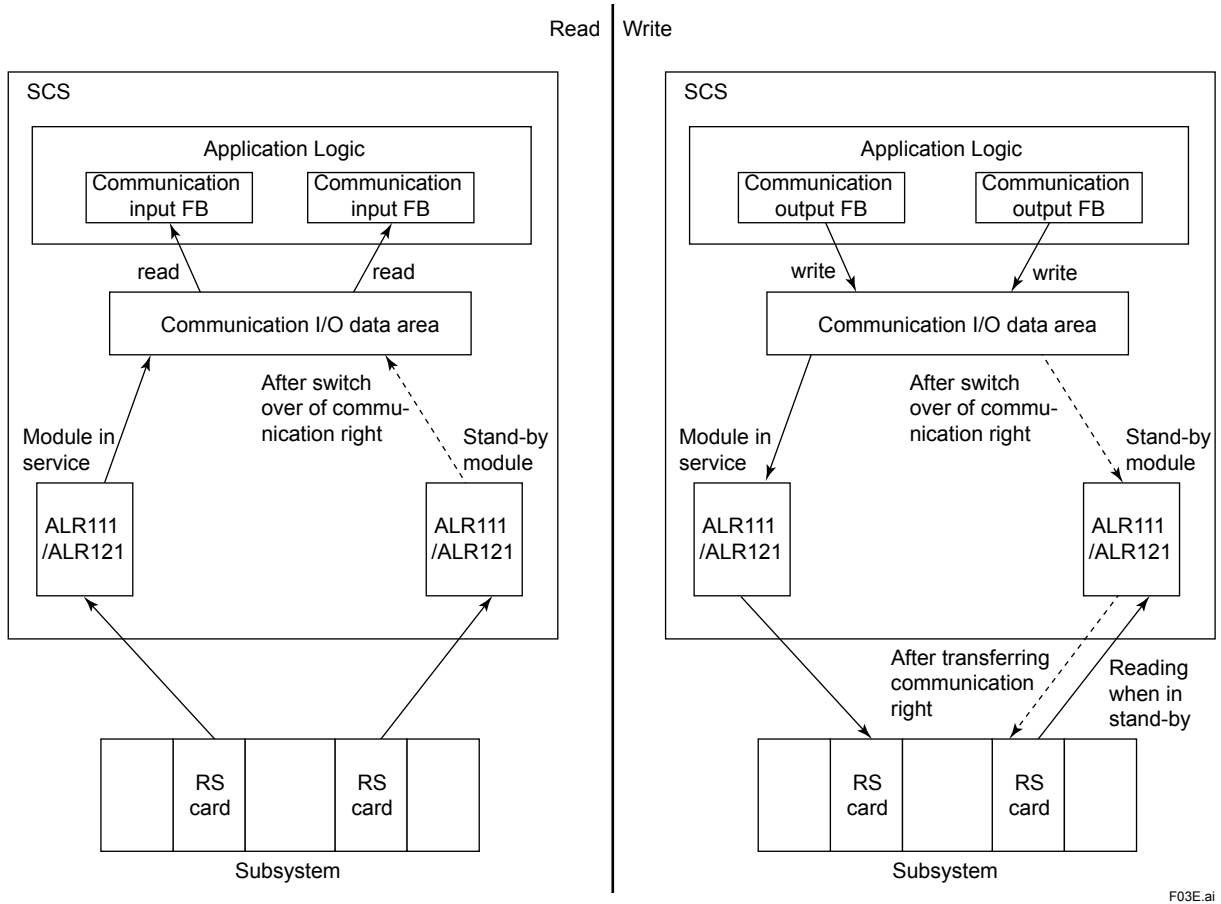 Read
Write
SCS
Application Logic
Communication
input FB
Communication
input FB
read
read
Communication I/O data area
After switch
over of commu-
nication right
Module in
service
Stand-by
module
ALR111
/ALR121
ALR111
/ALR121
RS
card
RS
card
Subsystem
SCS
Application Logic
Communication
output FB
Communication
output FB
write
write
Communication I/O data area
After switch
over of commu-
nication right
Module in
service
Stand-by
module
ALR111
/ALR121
ALR111
/ALR121
After transferring
communication
right
Reading
when in
stand-by
RS
card
RS
card
Subsystem
F03E.ai